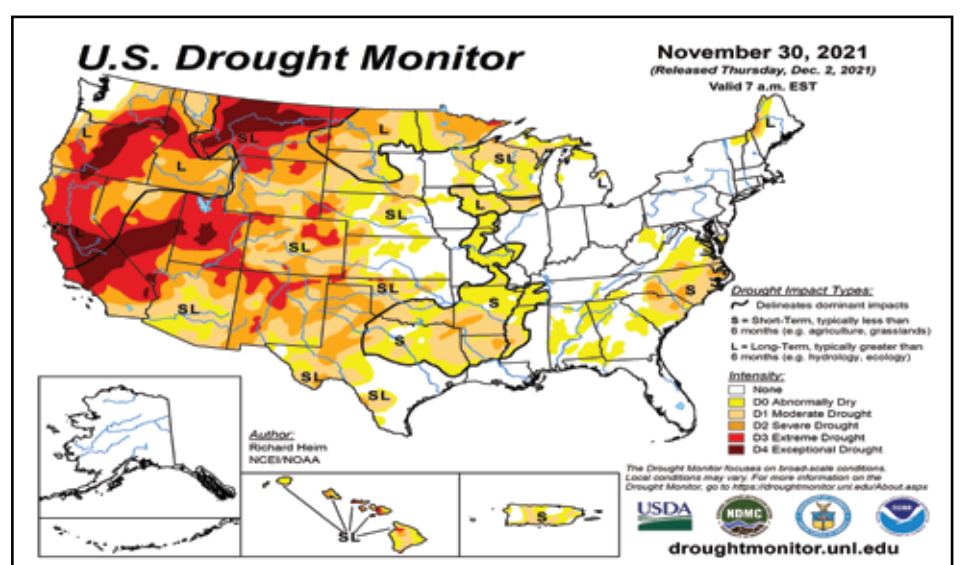 U.S. Drought Monitor
November 30, 2021
(Released Thursday, Dec. 2, 2021)
Valid 7 a.m. EST
L
L
SL
L
L
SL
L
SL
SL
SL
L
SL
L
L
S
S
S
SL
SL
Drought Impact Types:
Delineates dominant impacts
S = Short-Term, typically less than
6 months (e.g. agriculture, grasslands)
L = Long-Term, typically greater than
6 months (e.g. hydrology, ecology)
Intensity:
None
D0 Abnormally Dry
D1 Moderate Drought
D2 Severe Drought
D3 Extreme Drought
D4 Exceptional Drought
Author:
Richard Heim
NCEI/NOAA
SL
S
The Drought Monitor focuses on broad-scale conditions.
Local conditions may vary. For more information on the
Drought Monitor, go to https://droughtmonitor.unl.edu/About.aspx
USDA
NDMC
NOAA
droughtmonitor.unl.edu